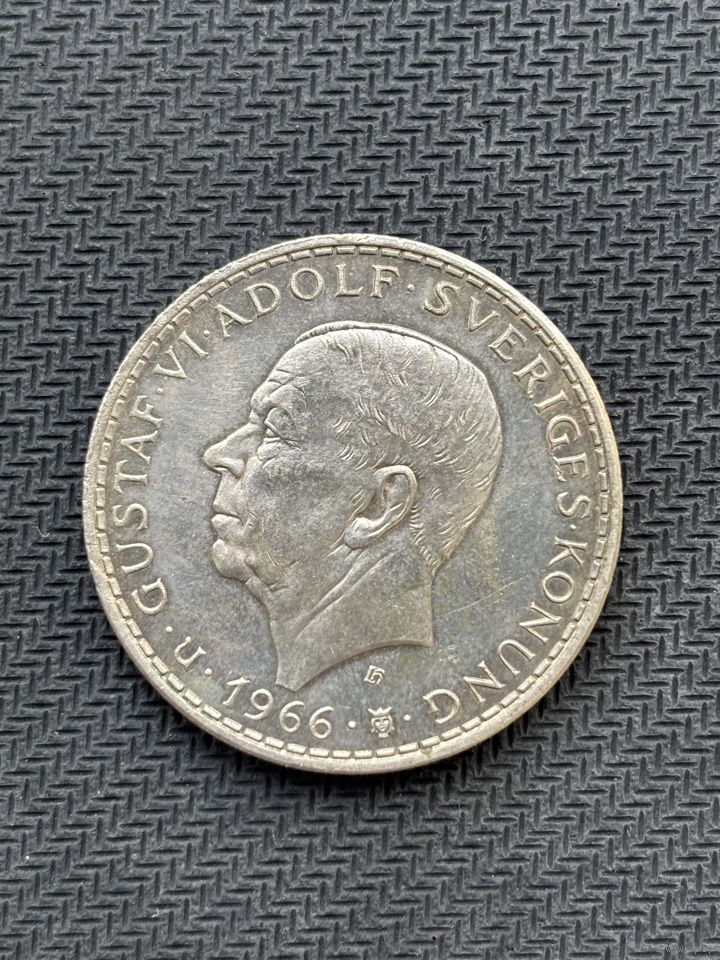 U · GUSTAF · VI · ADOLF · SVERIGES · KONUNG · 1966 ·